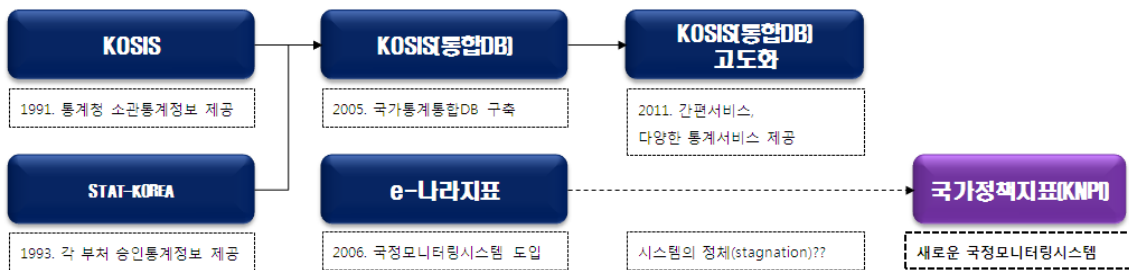 KOSIS
1991. 통계청 소관통계정보 제공
KOSIS(통합DB)
2005. 국가통계통합DB 구축
KOSIS(통합DB)
고도화
2011. 간편서비스,
다양한 통계서비스 제공
STAT-KOREA
1993. 각 부처 승인통계정보 제공
e-나라지표
2006. 국정모니터링시스템 도입
시스템의 정체(stagnation)??
국가정책지표(KNPI)
새로운 국정모니터링시스템